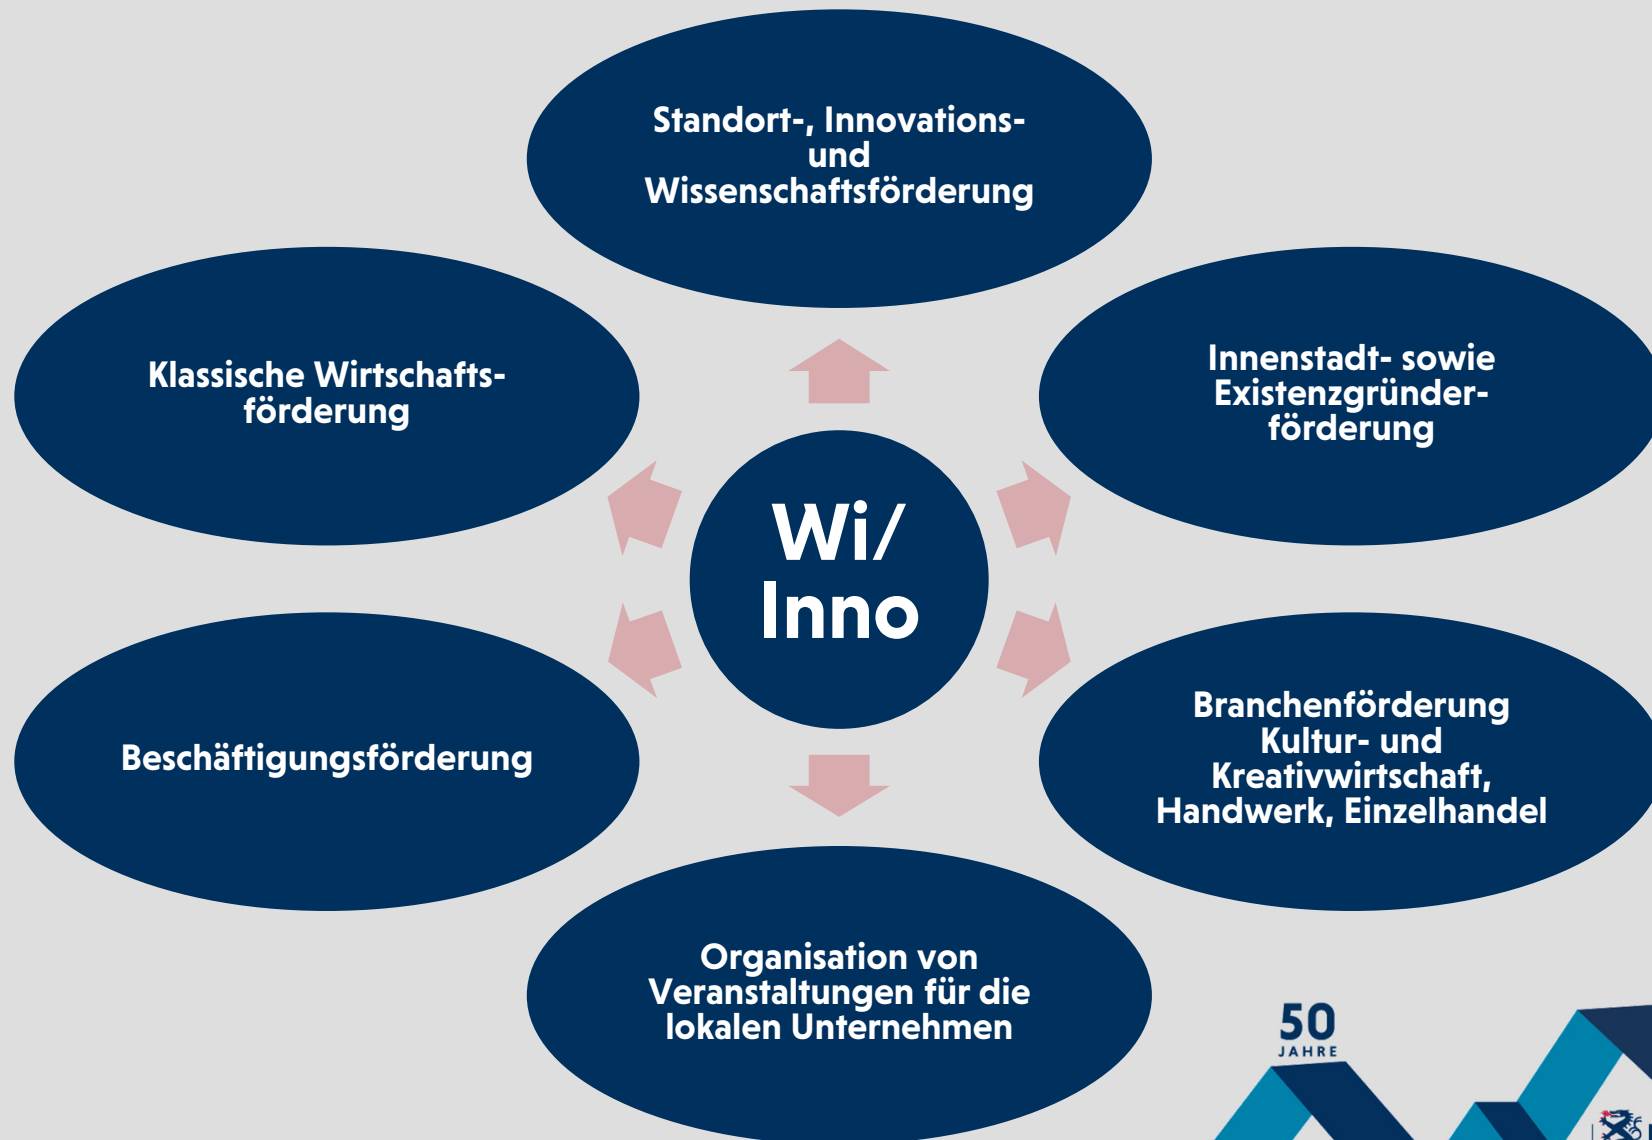 Standort-, Innovations-
und
Wissenschaftsförderung
Klassische Wirtschafts-
förderung
Innenstadt- sowie
Existenzgründer-
förderung
Wi/
Inno
Beschäftigungsförderung
Branchenförderung
Kultur- und
Kreativwirtschaft,
Handwerk, Einzelhandel
Organisation von
Veranstaltungen für die
lokalen Unternehmen
50
JAHRE